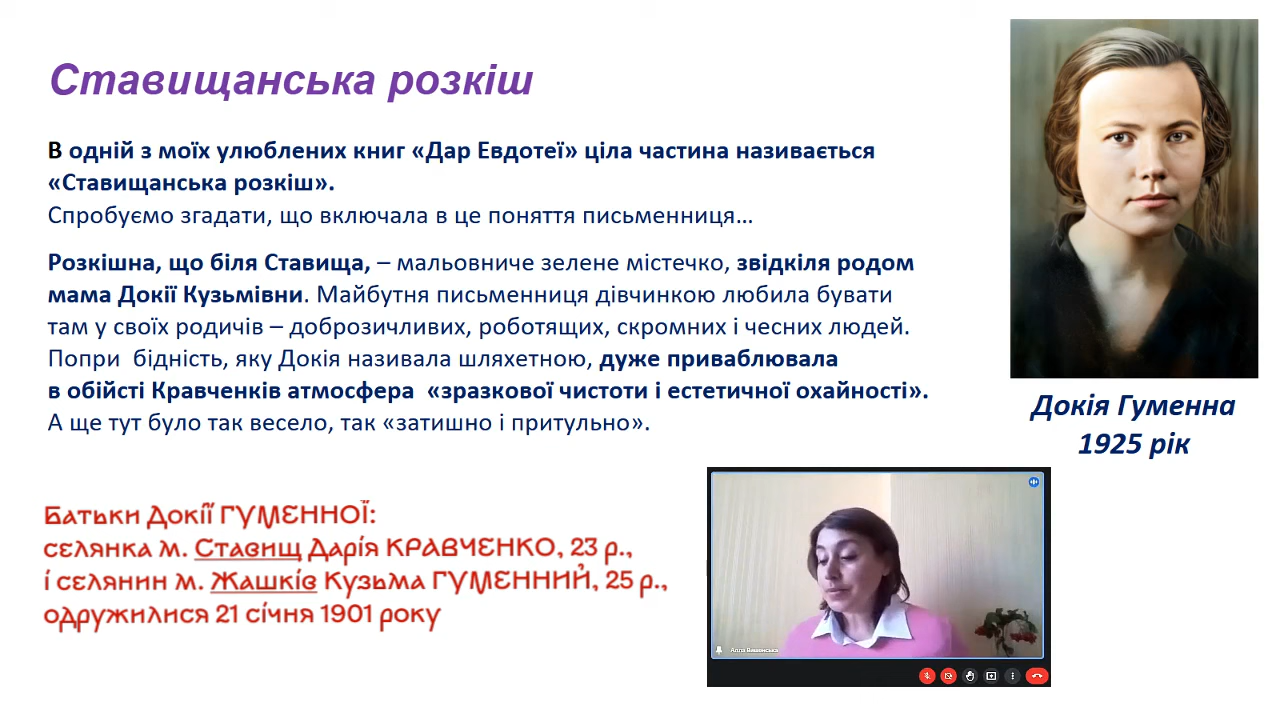 Ставищанська розкіш
В одній з моїх улюблених книг «Дар Евдотеї» ціла частина називається
«Ставищанська розкіш».
Спробуємо згадати, що включала в це поняття письменниця…
Розкішна, що біля Ставища, – мальовниче зелене містечко, звідкіля родом
мама Докії Кузьмівни. Майбутня письменниця дівчинкою любила бувати
там у своїх родичів – доброзичливих, роботящих, скромних і чесних людей.
Попри  бідність, яку Докія називала шляхетною, дуже приваблювала
в обійсті Кравченків атмосфера  «зразкової чистоти і естетичної охайності».
А ще тут було так весело, так «затишно і притульно».
Докія Гуменна
1925 рік
Батьки Докії ГУМЕННОЇ:
селянка м. Ставищ Дарія КРАВЧЕНКО, 23 р.,
і селянин м. Жашків Кузьма ГУМЕННИЙ, 25 р.,
одружилися 21 січня 1901 року
Алла